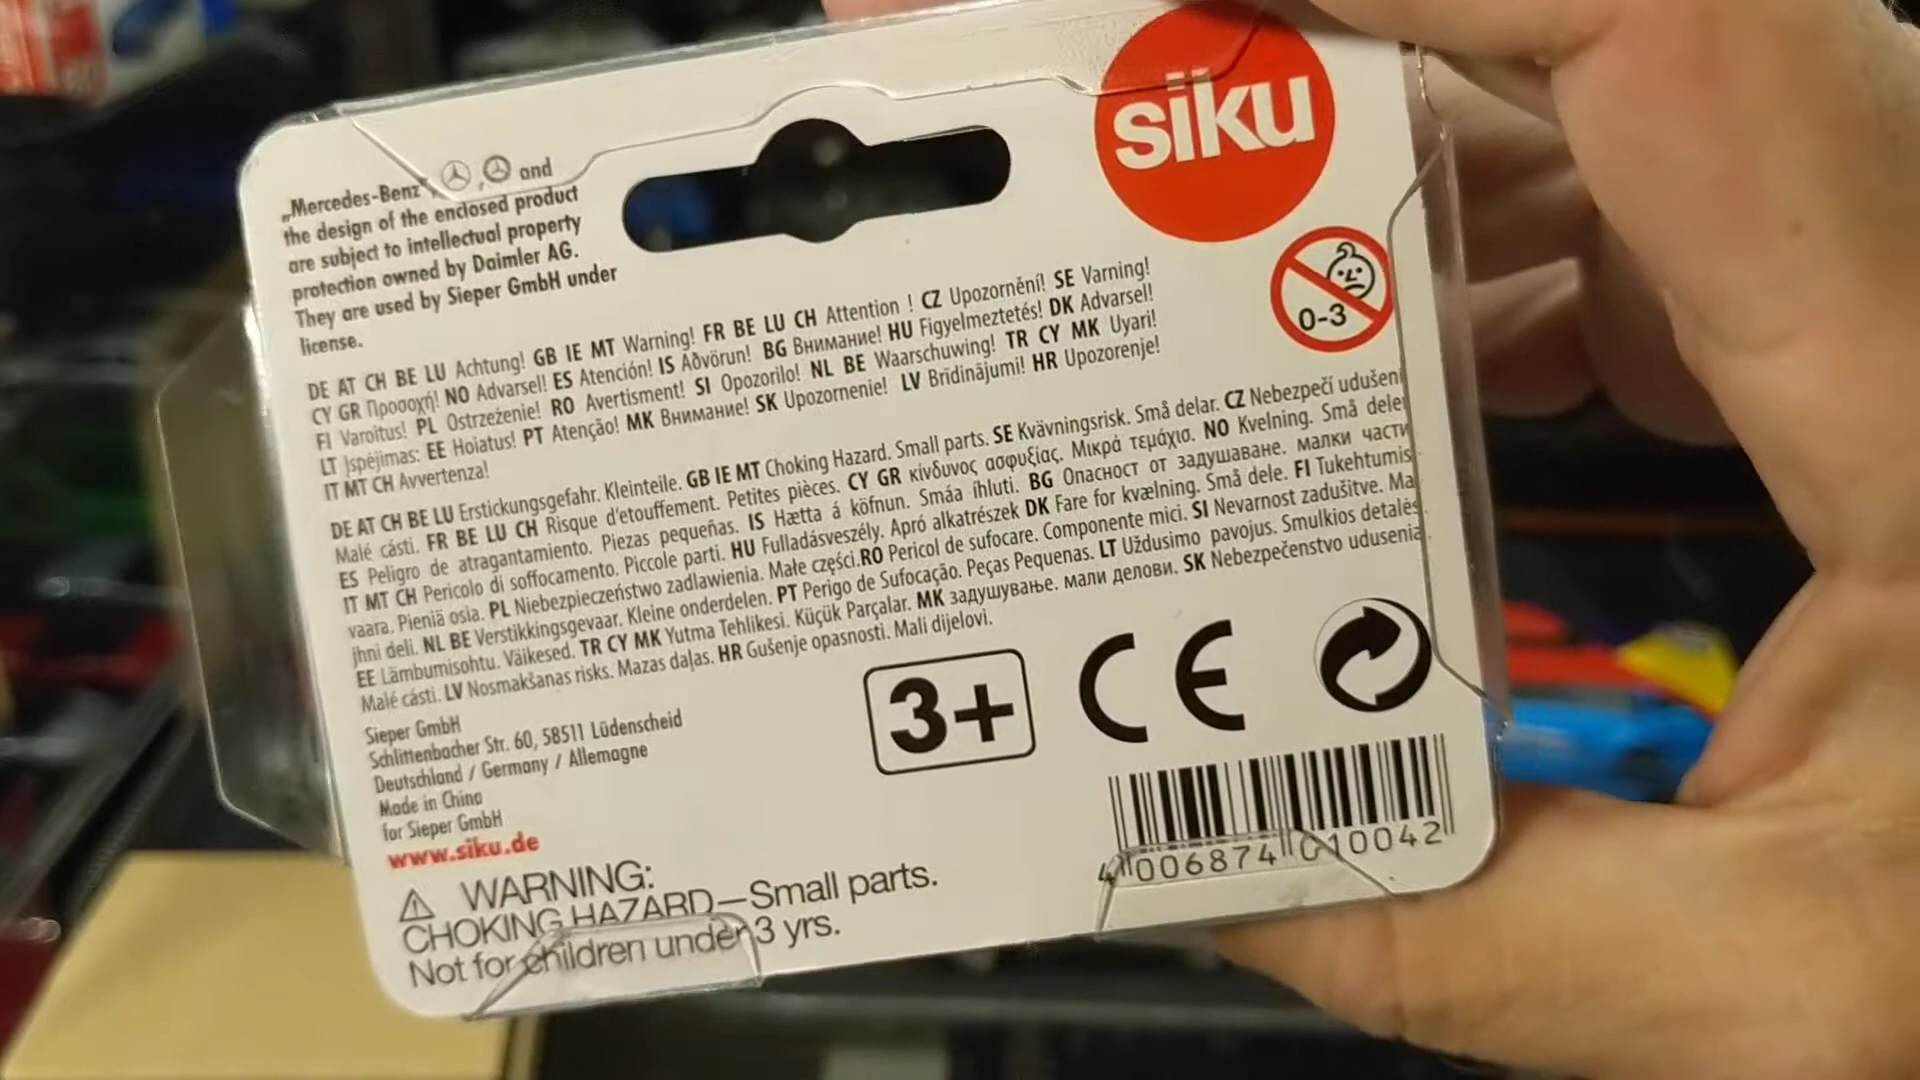 siku
„Mercedes-Benz“, , and
the design of the enclosed product
are subject to intellectual property
protection owned by Daimler AG.
They are used by Sieper GmbH under
license.
0-3
DE AT CH BE LU Achtung! GB IE MT Warning! FR BE LU CH Attention ! CZ Upozornění! SE Varning!
CY GR Προσοχή! NO Advarsel! ES Atención! IS Aðvörun! BG Внимание! HU Figyelmeztetés! DK Advarsel!
FI Varoitus! PL Ostrzeżenie! RO Avertisment! SI Opozorilo! NL BE Waarschuwing! TR CY MK Uyari!
LT Įspėjimas: EE Hoiatus! PT Atenção! MK Внимание! SK Upozornenie! LV Brīdinājumi! HR Upozorenje!
IT MT CH Avvertenza!
DE AT CH BE LU Erstickungsgefahr. Kleinteile. GB IE MT Choking Hazard. Small parts. SE Kvävningsrisk. Små delar. CZ Nebezpečí udušení
Malé cásti. FR BE LU CH Risque d'etouffement. Petites pièces. CY GR κίνδυνος ασφυξίας. Μικρά τεμάχια. NO Kvelning. Små deler
ES Peligro de atragantamiento. Piezas pequeñas. IS Hætta á köfnun. Smáa íhluti. BG Опасност от задушаване. малки части
IT MT CH Pericolo di soffocamento. Piccole parti. HU Fulladásveszély. Apró alkatrészek DK Fare for kvælning. Små dele. FI Tukehtumis
vaara. Pieniä osia. PL Niebezpieczeństwo zadlawienia. Małe części.RO Pericol de sufocare. Componente mici. SI Nevarnost zadušitve. Ma
jhni deli. NL BE Verstikkingsgevaar. Kleine onderdelen. PT Perigo de Sufocação. Peças Pequenas. LT Uždusimo pavojus. Smulkios detalės.
EE Lämbumisohtu. Väikesed. TR CY MK Yutma Tehlikesi. Küçük Parçalar. MK задушување. мали делови. SK Nebezpečenstvo udusenia.
Malé cásti. LV Nosmakšanas risks. Mazas daļas. HR Gušenje opasnosti. Mali dijelovi.
Sieper GmbH
Schlittenbacher Str. 60, 58511 Lüdenscheid
Deutschland / Germany / Allemagne
Made in China
for Sieper GmbH
www.siku.de
3+ CE
WARNING:
CHOKING HAZARD—Small parts.
Not for children under 3 yrs.
4 006874 010042